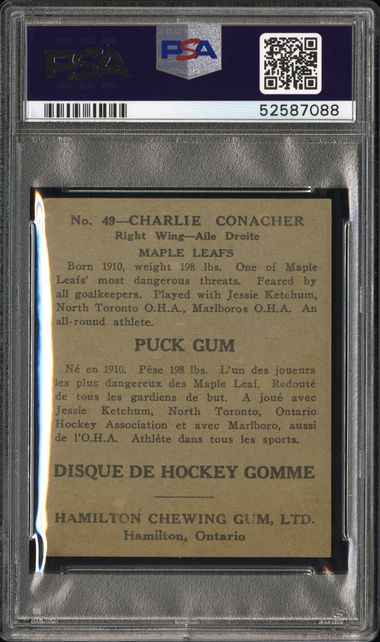 PSA
PSA
52587088
No. 49—CHARLIE CONACHER
Right Wing—Aile Droite
MAPLE LEAFS
Born 1910, weight 198 lbs. One of Maple
Leafs' most dangerous threats. Feared by
all goalkeepers. Played with Jessie Ketchum,
North Toronto O.H.A., Marlboros O.H.A. An
all-round athlete.
PUCK GUM
Né en 1910. Pèse 198 lbs. L'un des joueurs
les plus dangereux des Maple Leaf. Redouté
de tous les gardiens de but. A joué avec
Jessie Ketchum, North Toronto, Ontario
Hockey Association et avec Marlboro, aussi
de l'O.H.A. Athlète dans tous les sports.
DISQUE DE HOCKEY GOMME
HAMILTON CHEWING GUM, LTD.
Hamilton, Ontario